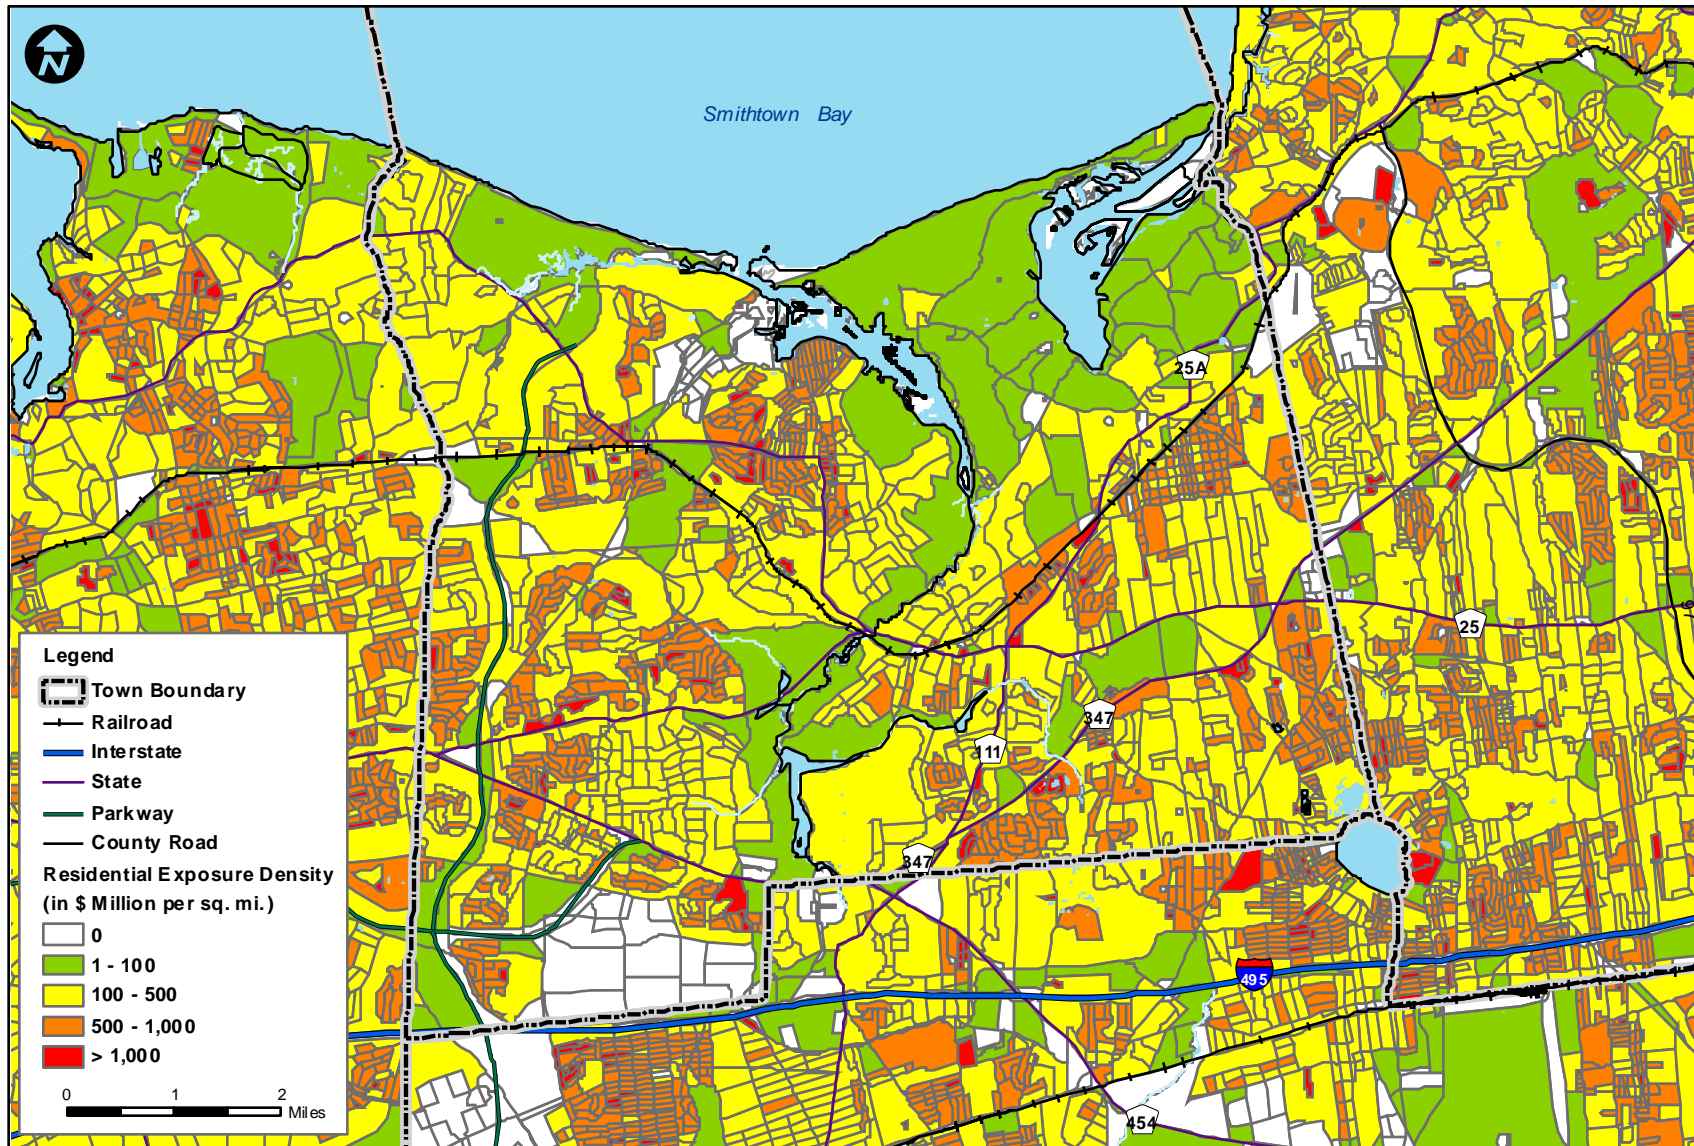 N
Smithtown Bay
25A
25
347
111
347
495
454
Legend
Town Boundary
Railroad
Interstate
State
Parkway
County Road
Residential Exposure Density
(in $ Million per sq. mi.)
0
1 - 100
100 - 500
500 - 1,000
> 1,000
0 1 2
Miles